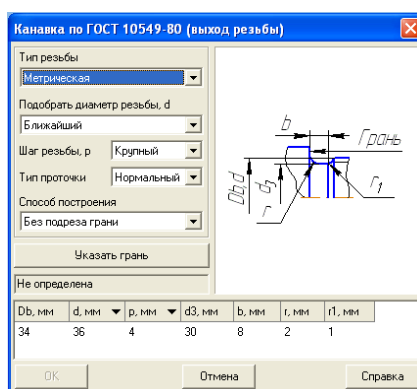 Канавка по ГОСТ 10549-80 (выход резьбы)
Тип резьбы
Метрическая
Подобрать диаметр резьбы, d
Ближайший
Шаг резьбы, p Крупный
Тип проточки Нормальный
Способ построения
Без подреза грани
Указать грань
Не определена
b
Грань
Db,d
d3
r
r1
Db, мм d, мм p, мм d3, мм b, мм r, мм r1, мм
34 36 4 30 8 2 1
OK Отмена Справка